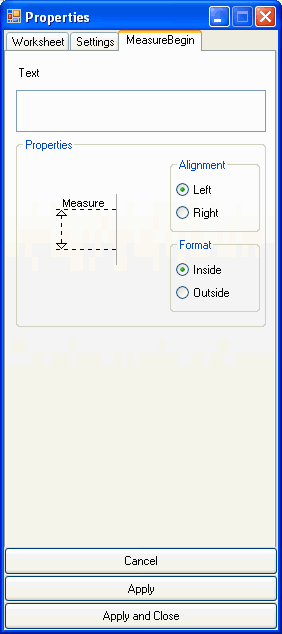 Properties
Worksheet Settings MeasureBegin
Text
Properties
Alignment
Measure
Left
Right
Format
Inside
Outside
Cancel
Apply
Apply and Close